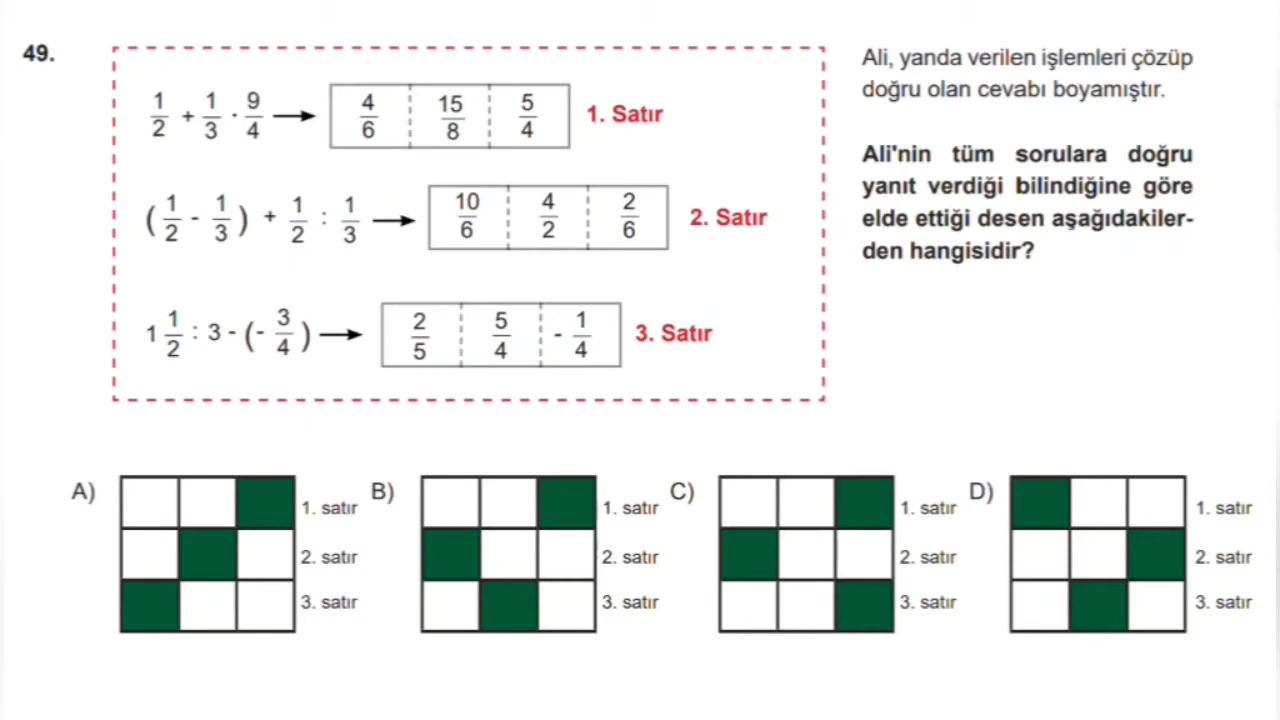 49.
1/2 + 1/3 · 9/4 → 4/6 15/8 5/4 1. Satır
(1/2 - 1/3) + 1/2 : 1/3 → 10/6 4/2 2/6 2. Satır
1 1/2 : 3 - (- 3/4) → 2/5 5/4 - 1/4 3. Satır
Ali, yanda verilen işlemleri çözüp
doğru olan cevabı boyamıştır.
Ali'nin tüm sorulara doğru
yanıt verdiği bilindiğine göre
elde ettiği desen aşağıdakiler-
den hangisidir?
A)
1. satır
2. satır
3. satır
B)
1. satır
2. satır
3. satır
C)
1. satır
2. satır
3. satır
D)
1. satır
2. satır
3. satır